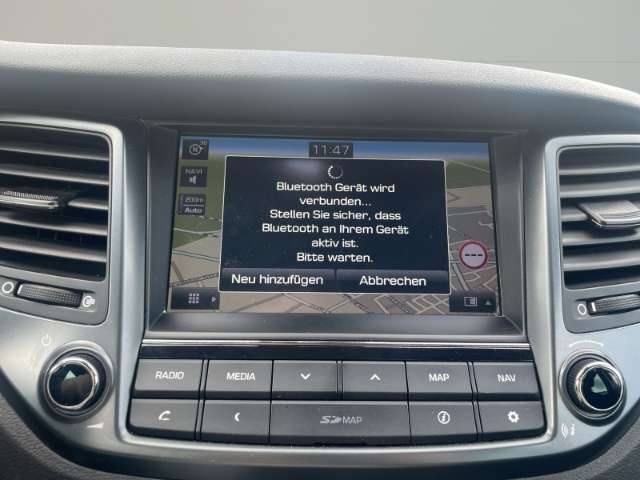 11:47
NAVI
200m
Auto
Bluetooth Gerät wird
verbunden...
Stellen Sie sicher, dass
Bluetooth an Ihrem Gerät
aktiv ist.
Bitte warten.
Neu hinzufügen Abbrechen
---
RADIO MEDIA MAP NAV
SD MAP